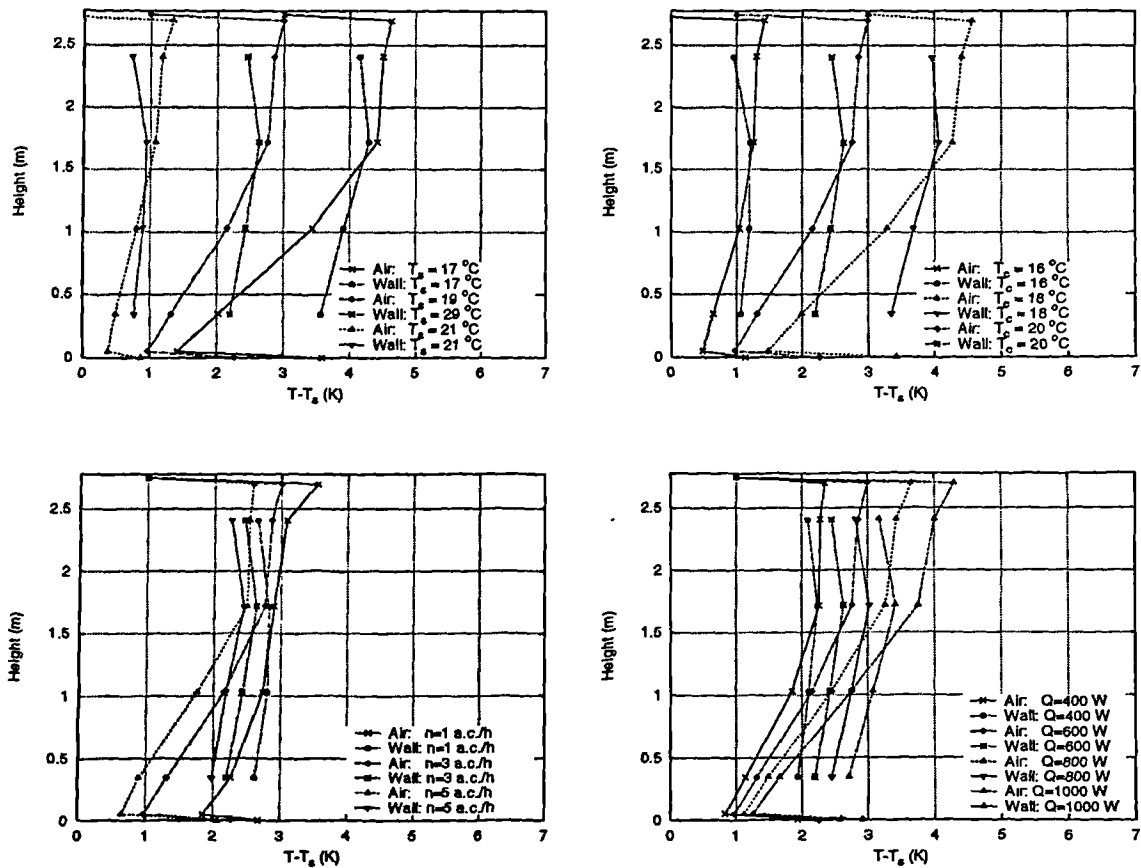 2.5
2
1.5
1
0.5
0
Height (m)
Air: Ts = 17 °C
Wall: Ts = 17 °C
Air: Ts = 19 °C
Wall: Ts = 29 °C
Air: Ts = 21 °C
Wall: Ts = 21 °C
0 1 2 3 4 5 6 7
T-Ts (K)
2.5
2
1.5
1
0.5
0
Height (m)
Air: Tc = 16 °C
Wall: Tc = 16 °C
Air: Tc = 18 °C
Wall: Tc = 18 °C
Air: Tc = 20 °C
Wall: Tc = 20 °C
0 1 2 3 4 5 6 7
T-Ts (K)
2.5
2
1.5
1
0.5
0
Height (m)
Air: n=1 a.c./h
Wall: n=1 a.c./h
Air: n=3 a.c./h
Wall: n=3 a.c./h
Air: n=5 a.c./h
Wall: n=5 a.c./h
0 1 2 3 4 5 6 7
T-Ts (K)
2.5
2
1.5
1
0.5
0
Height (m)
Air: Q=400 W
Wall: Q=400 W
Air: Q=600 W
Wall: Q=600 W
Air: Q=800 W
Wall: Q=800 W
Air: Q=1000 W
Wall: Q=1000 W
0 1 2 3 4 5 6 7
T-Ts (K)